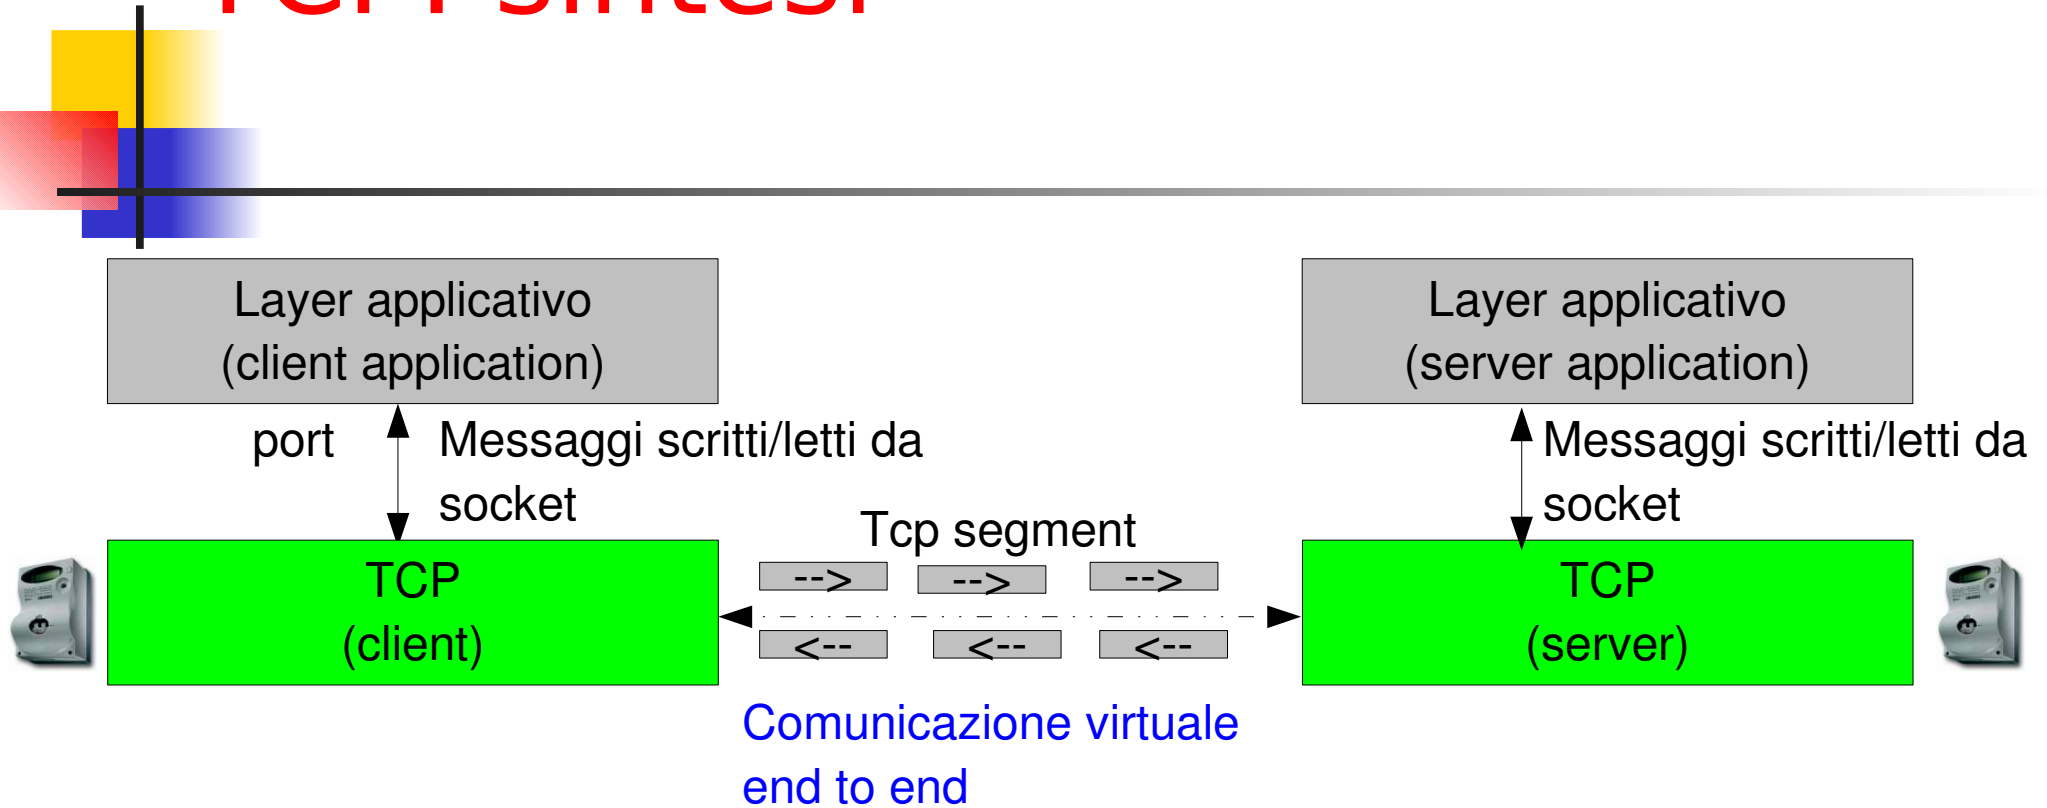 sintesi
Layer applicativo
(client application)
Layer applicativo
(server application)
port
Messaggi scritti/letti da
socket
Messaggi scritti/letti da
socket
Tcp segment
TCP
(client)
--> --> -->
<-- <-- <--
TCP
(server)
Comunicazione virtuale
end to end